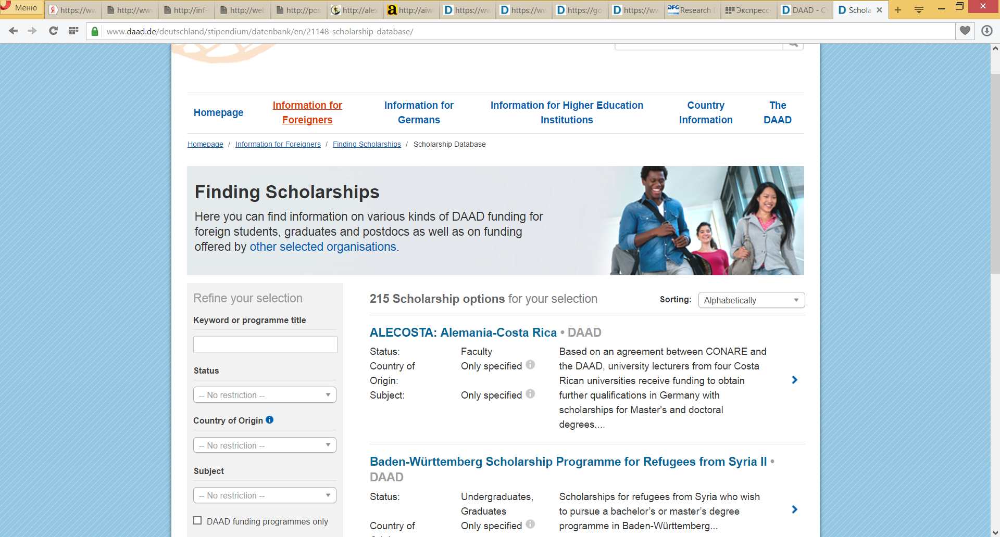 Меню
https://ww
http://ww
http://inf-
http://web
http://pos
http://alex
http://aiwa
https://ww
https://ww
https://go
https://ww
DFG Research
Экспресс-
DAAD - Ст
Schola
www.daad.de/deutschland/stipendium/datenbank/en/21148-scholarship-database/
Homepage
Information for Foreigners
Information for Germans
Information for Higher Education Institutions
Country Information
The DAAD
Homepage / Information for Foreigners / Finding Scholarships / Scholarship Database
Finding Scholarships
Here you can find information on various kinds of DAAD funding for
foreign students, graduates and postdocs as well as on funding
offered by other selected organisations.
Refine your selection
Keyword or programme title
Status
-- No restriction --
Country of Origin
-- No restriction --
Subject
-- No restriction --
DAAD funding programmes only
215 Scholarship options for your selection
Sorting: Alphabetically
ALECOSTA: Alemania-Costa Rica • DAAD
Status: Faculty
Country of Origin: Only specified
Subject: Only specified
Based on an agreement between CONARE and
the DAAD, university lecturers from four Costa
Rican universities receive funding to obtain
further qualifications in Germany with
scholarships for Master's and doctoral
degrees....
Baden-Württemberg Scholarship Programme for Refugees from Syria II •
DAAD
Status: Undergraduates,
Graduates
Country of Only specified
Scholarships for refugees from Syria who wish
to pursue a bachelor’s or master’s degree
programme in Baden-Württemberg...